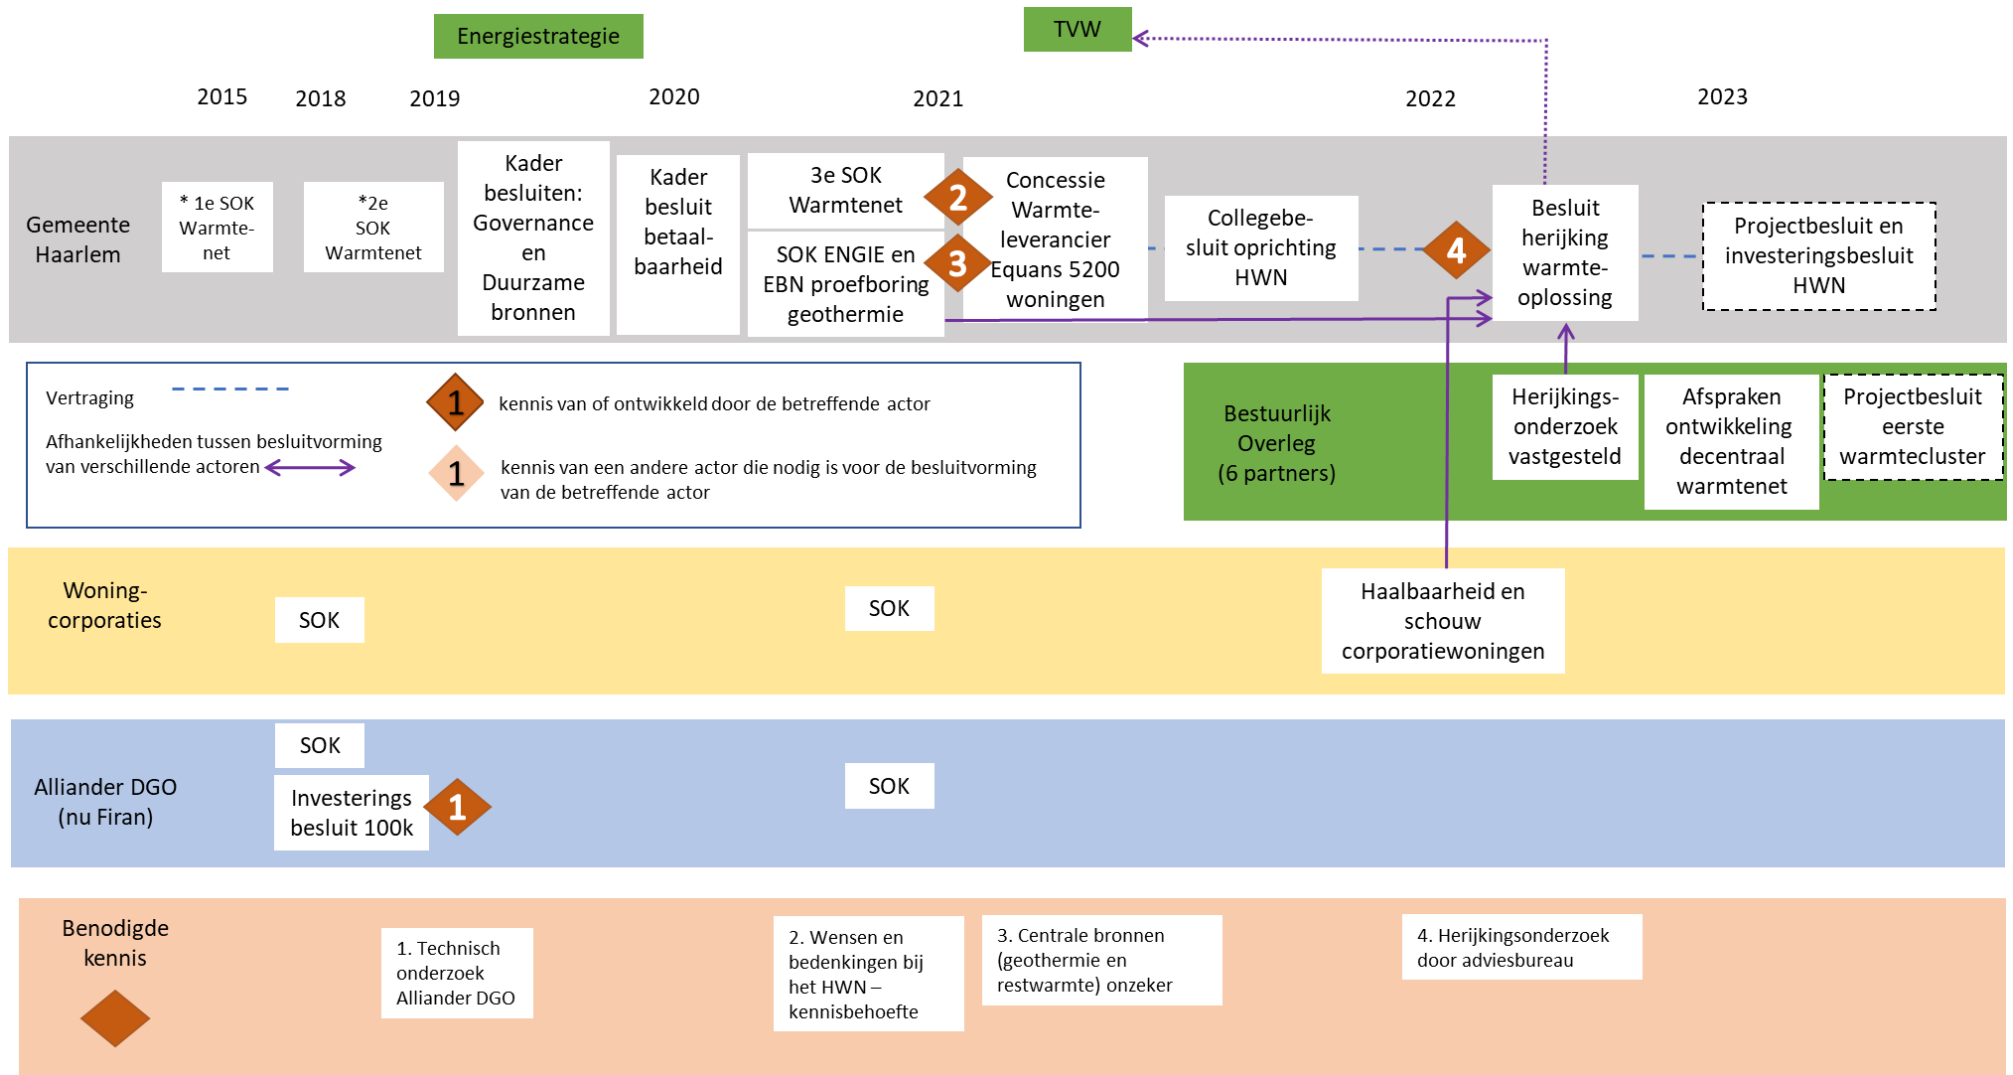 Energiestrategie
TVW
2015
2018
2019
2020
2021
2022
2023
Gemeente
Haarlem
* 1e SOK
Warmte-
net
*2e
SOK
Warmtenet
Kader
besluiten:
Governance
en
Duurzame
bronnen
Kader
besluit
betaal-
baarheid
3e SOK
Warmtenet
SOK ENGIE en
EBN proefboring
geothermie
2
3
Concessie
Warmte-
leverancier
Equans 5200
woningen
Collegebe-
sluit oprichting
HWN
4
Besluit
herijking
warmte-
oplossing
Projectbesluit en
investeringsbesluit
HWN
Vertraging
Afhankelijkheden tussen besluitvorming
van verschillende actoren
1
kennis van of ontwikkeld door de betreffende actor
1
kennis van een andere actor die nodig is voor de besluitvorming
van de betreffende actor
Bestuurlijk
Overleg
(6 partners)
Herijkings-
onderzoek
vastgesteld
Afspraken
ontwikkeling
decentraal
warmtenet
Projectbesluit
eerste
warmtecluster
Woning-
corporaties
SOK
SOK
Haalbaarheid en
schouw
corporatiewoningen
Alliander DGO
(nu Firan)
SOK
Investerings
besluit 100k
1
SOK
Benodigde
kennis
1. Technisch
onderzoek
Alliander DGO
2. Wensen en
bedenkingen bij
het HWN –
kennisbehoefte
3. Centrale bronnen
(geothermie en
restwarmte) onzeker
4. Herijkingsonderzoek
door adviesbureau